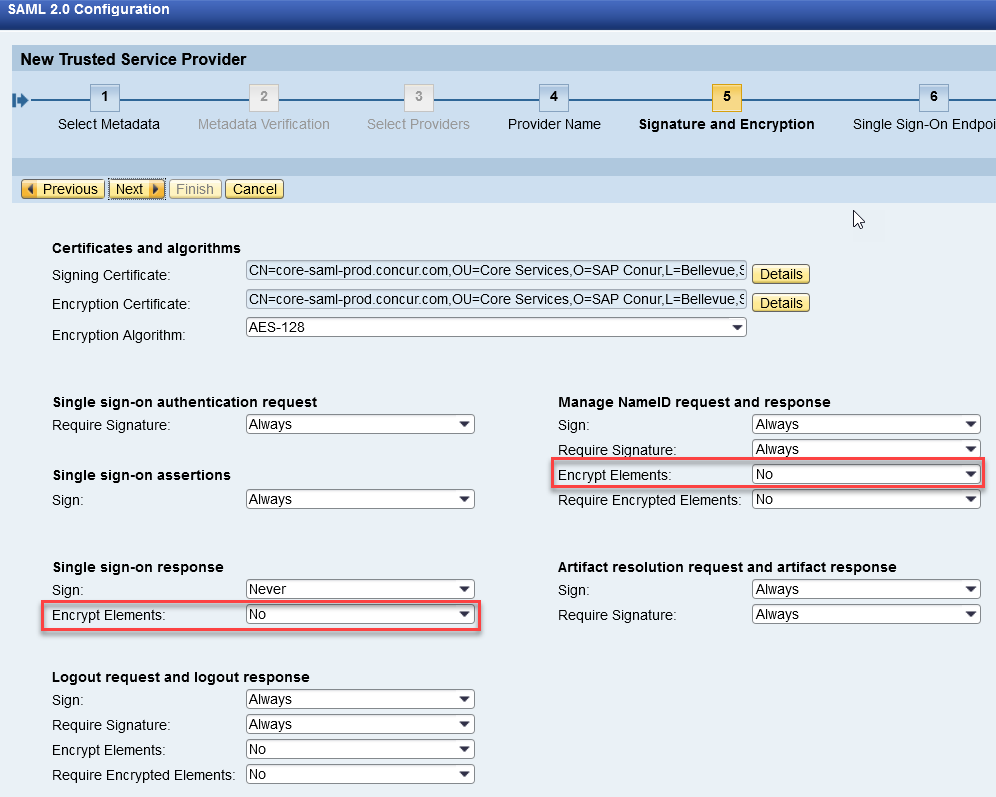 SAML 2.0 Configuration
New Trusted Service Provider
1 2 3 4 5 6
Select Metadata Metadata Verification Select Providers Provider Name Signature and Encryption Single Sign-On Endpoi
Previous Next Finish Cancel
Certificates and algorithms
Signing Certificate: CN=core-saml-prod.concur.com,OU=Core Services,O=SAP Conur,L=Bellevue,S Details
Encryption Certificate: CN=core-saml-prod.concur.com,OU=Core Services,O=SAP Conur,L=Bellevue,S Details
Encryption Algorithm: AES-128
Single sign-on authentication request
Require Signature: Always
Single sign-on assertions
Sign: Always
Manage NameID request and response
Sign: Always
Require Signature: Always
Encrypt Elements: No
Require Encrypted Elements: No
Single sign-on response
Sign: Never
Encrypt Elements: No
Artifact resolution request and artifact response
Sign: Always
Require Signature: Always
Logout request and logout response
Sign: Always
Require Signature: Always
Encrypt Elements: No
Require Encrypted Elements: No